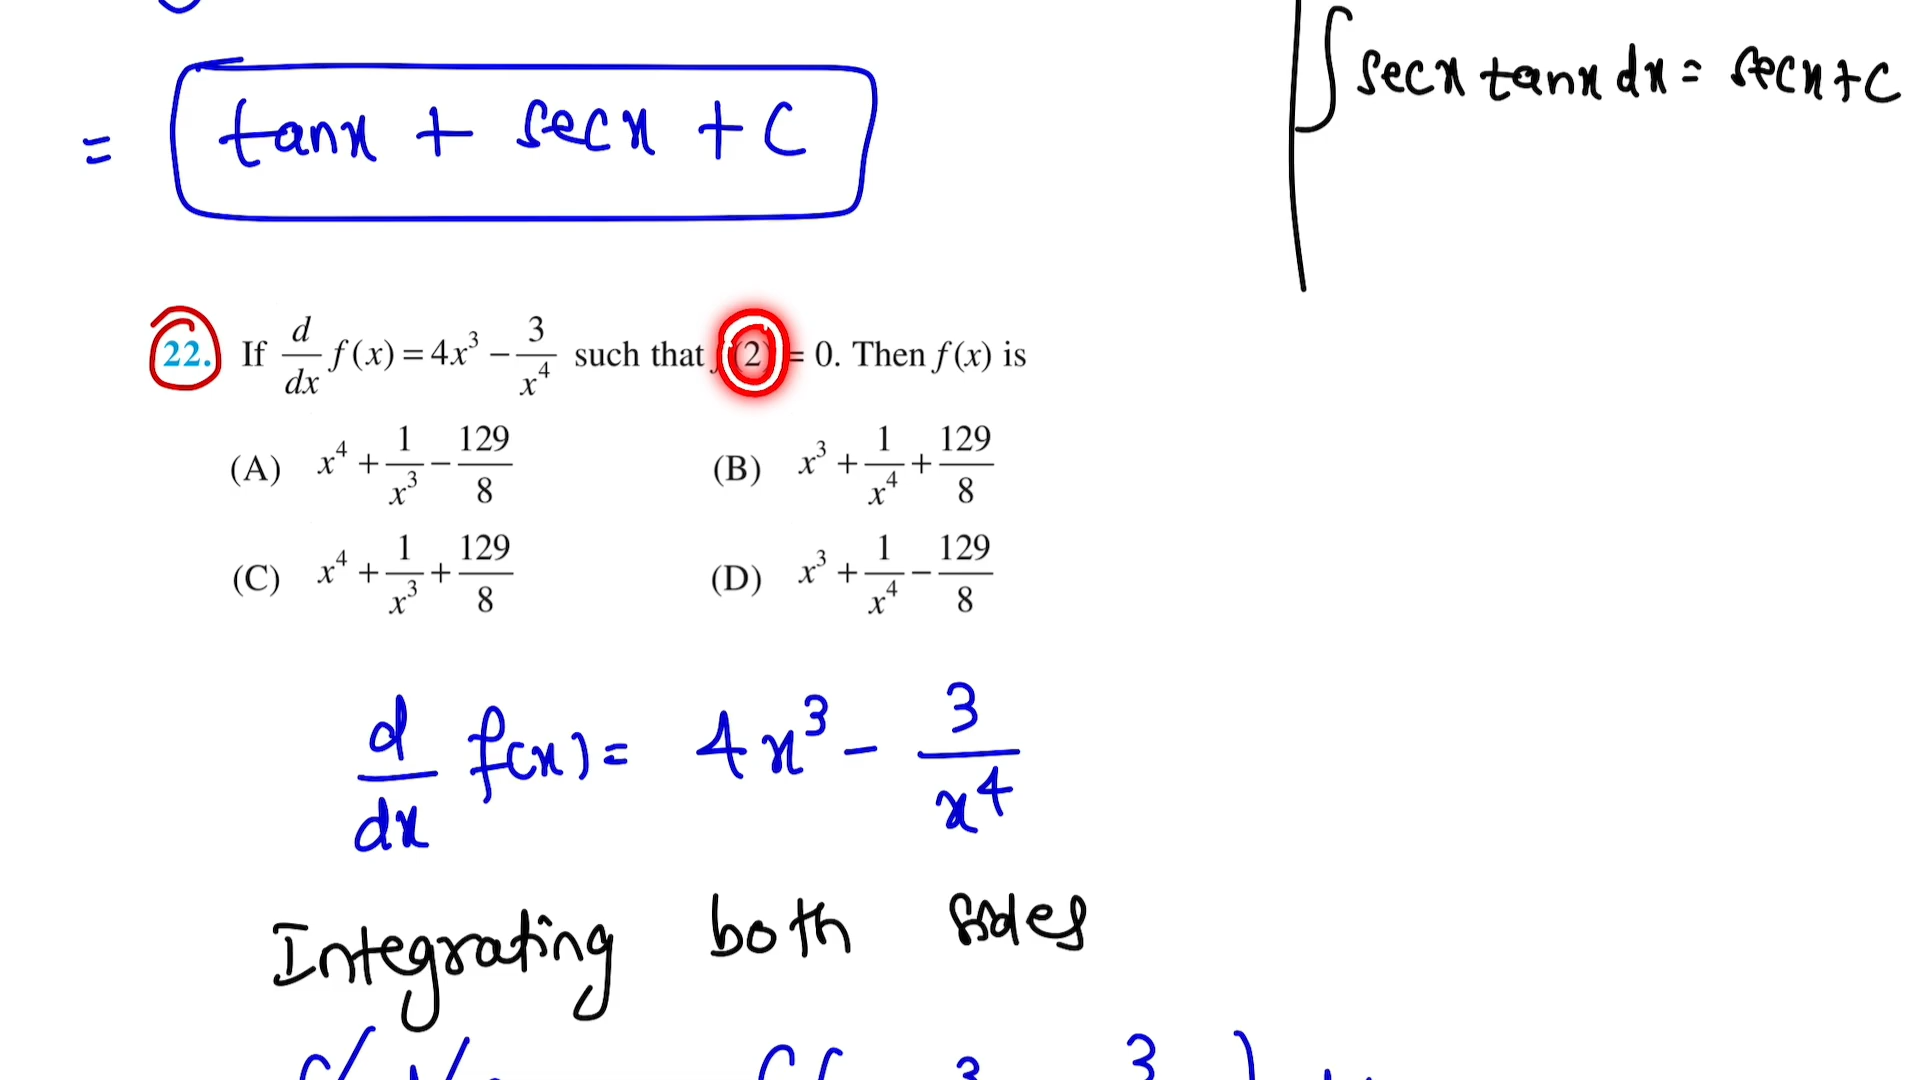 ∫ secx tanx dx = secx + C
= tanx + secx + C
22. If d/dx f(x) = 4x³ − 3/x⁴ such that f(2) = 0. Then f(x) is
(A) x⁴ + 1/x³ − 129/8 (B) x³ + 1/x⁴ + 129/8
(C) x⁴ + 1/x³ + 129/8 (D) x³ + 1/x⁴ − 129/8
d/dx f(x) = 4x³ − 3/x⁴
Integrating both sides